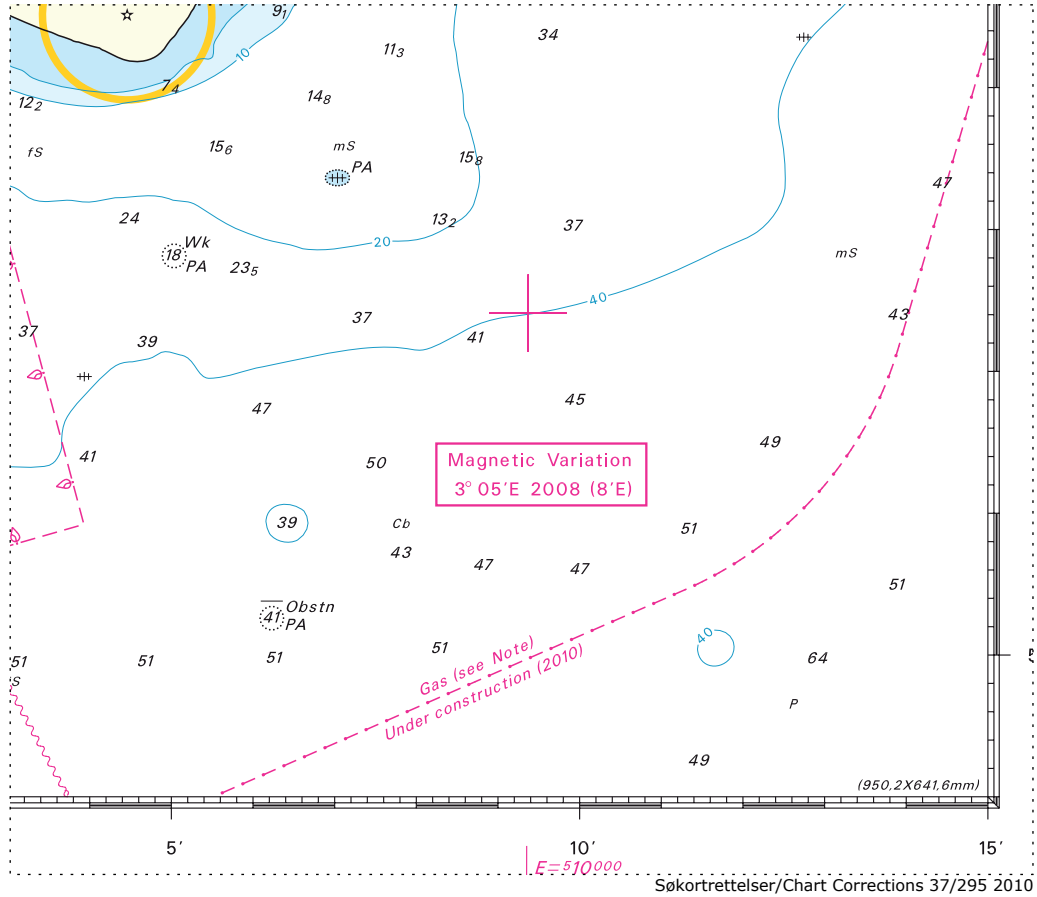 9₁
34
11₃
10
7₄
14₈
12₂
15₆
mS
fS
15₈
PA
47
24
13₂
37
20
Wk
18
PA
23₅
mS
40
37
43
37
39
41
45
47
49
41
50
Magnetic Variation
3° 05'E 2008 (8'E)
39
Cb
51
43
47
47
51
Obstn
41
PA
40
51
51
51
51
64
Gas (see Note)
Under construction (2010)
S
P
49
(950,2X641,6mm)
5'
10'
15'
E=510000
Søkortrettelser/Chart Corrections 37/295 2010